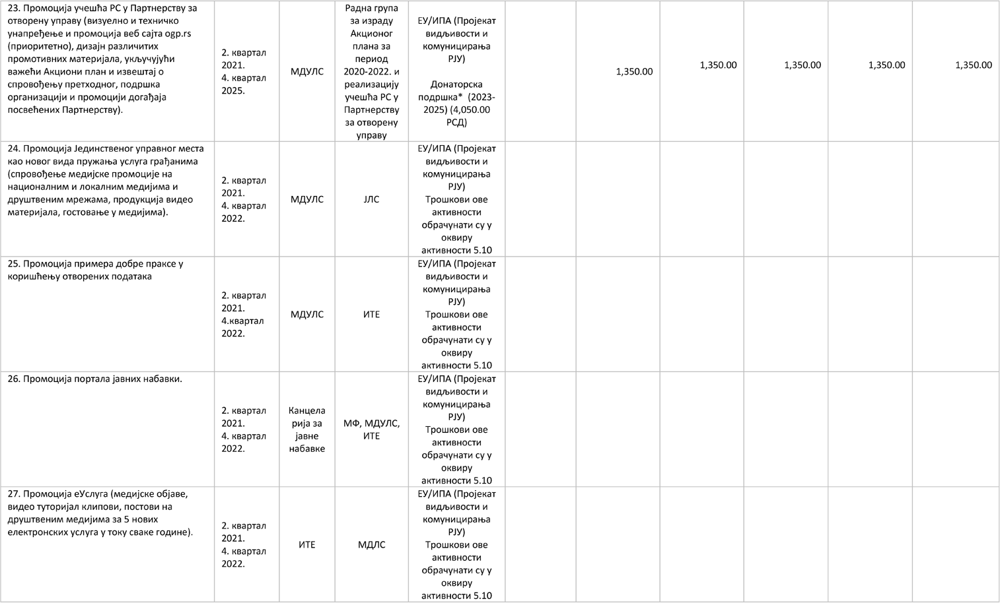 23. Промоција учешћа РС у Партнерству за
отворену управу (визуелно и техничко
унапређење и промоција веб сајта ogp.rs
(приоритетно), дизајн различитих
промотивних материјала, укључујући
важећи Акциони план и извештај о
спровођењу претходног, подршка
организацији и промоцији догађаја
посвећених Партнерству).
2. квартал
2021.
4. квартал
2025.
МДУЛС
Радна група
за израду
Акционог
плана за
период
2020-2022. и
реализацију
учешћа РС у
Партнерству
за отворену
управу
ЕУ/ИПА (Пројекат
видљивости и
комуницирања
РЈУ)
Донаторска
подршка* (2023-
2025) (4,050.00
РСД)
1,350.00
1,350.00
1,350.00
1,350.00
1,350.00
24. Промоција Јединственог управног места
као новог вида пружања услуга грађанима
(спровођење медијске промоције на
националним и локалним медијима и
друштвеним мрежама, продукција видео
материјала, гостовање у медијима).
2. квартал
2021.
4. квартал
2022.
МДУЛС
ЈЛС
ЕУ/ИПА (Пројекат
видљивости и
комуницирања
РЈУ)
Трошкови ове
активности
обрачунати су у
оквиру
активности 5.10
25. Промоција примера добре праксе у
коришћењу отворених података
2. квартал
2021.
4.квартал
2022.
МДУЛС
ИТЕ
ЕУ/ИПА (Пројекат
видљивости и
комуницирања
РЈУ)
Трошкови ове
активности
обрачунати су у
оквиру
активности 5.10
26. Промоција портала јавних набавки.
2. квартал
2021.
4. квартал
2022.
Канцела
рија за
јавне
набавке
МФ, МДУЛС,
ИТЕ
ЕУ/ИПА (Пројекат
видљивости и
комуницирања
РЈУ)
Трошкови ове
активности
обрачунати су у
оквиру
активности 5.10
27. Промоција еУслуга (медијске објаве,
видео туторијал клипови, постови на
друштвеним медијима за 5 нових
електронских услуга у току сваке године).
2. квартал
2021.
4. квартал
2022.
ИТЕ
МДЛС
ЕУ/ИПА (Пројекат
видљивости и
комуницирања
РЈУ)
Трошкови ове
активности
обрачунати су у
оквиру
активности 5.10